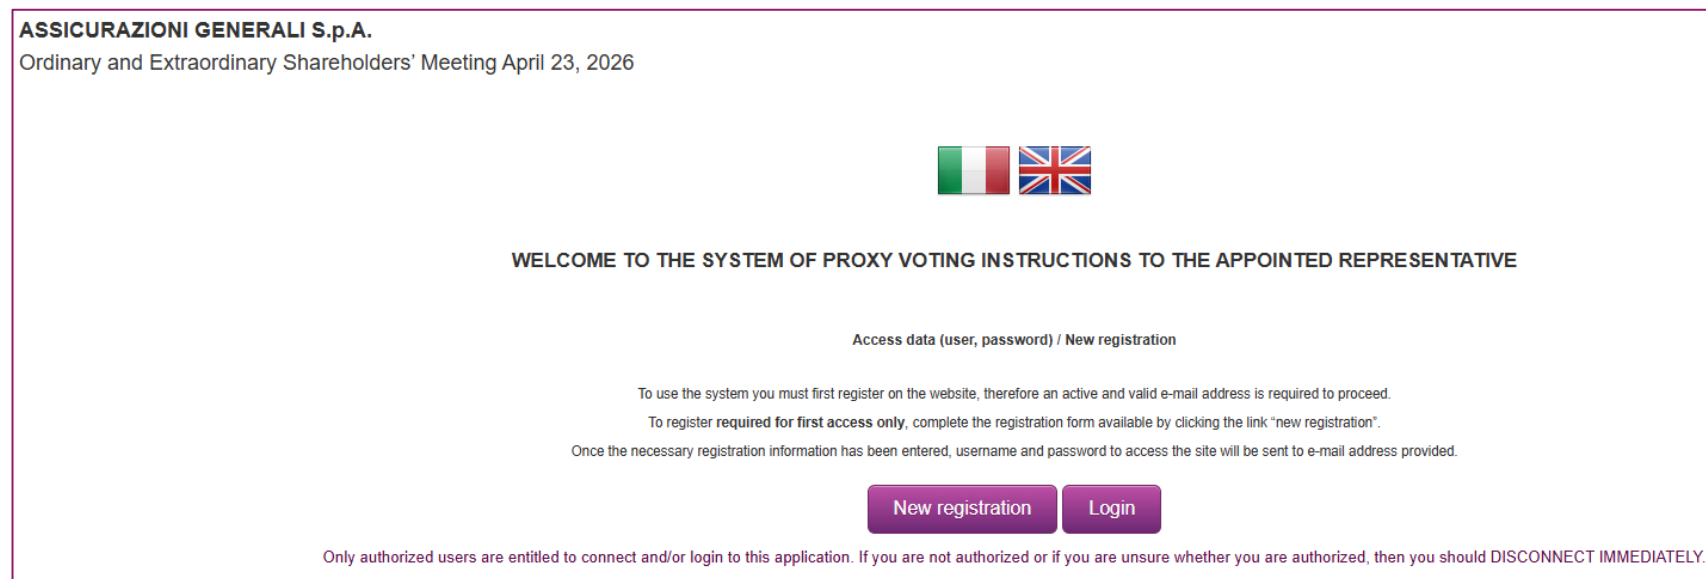 ASSICURAZIONI GENERALI S.p.A.
Ordinary and Extraordinary Shareholders' Meeting April 23, 2026
WELCOME TO THE SYSTEM OF PROXY VOTING INSTRUCTIONS TO THE APPOINTED REPRESENTATIVE
Access data (user, password) / New registration
To use the system you must first register on the website, therefore an active and valid e-mail address is required to proceed.
To register required for first access only, complete the registration form available by clicking the link “new registration”.
Once the necessary registration information has been entered, username and password to access the site will be sent to e-mail address provided.
New registration
Login
Only authorized users are entitled to connect and/or login to this application. If you are not authorized or if you are unsure whether you are authorized, then you should DISCONNECT IMMEDIATELY.